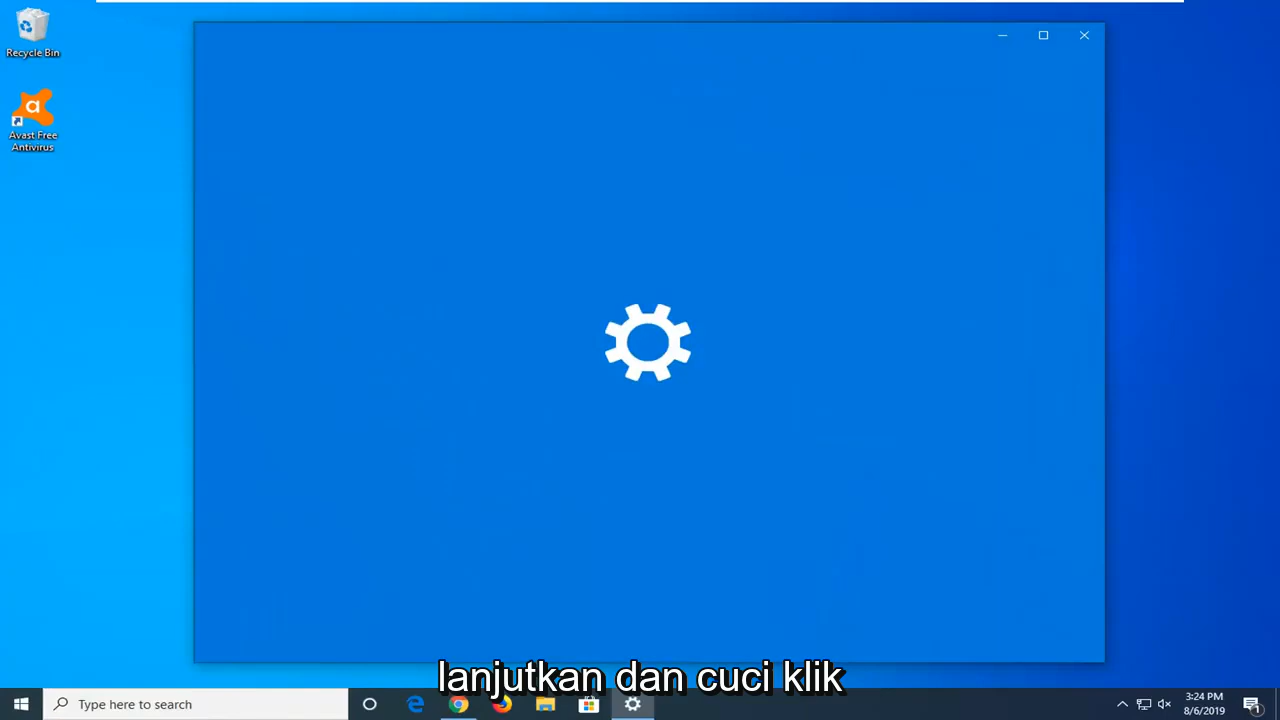 Recycle Bin
Avast Free
Antivirus
lanjutkan dan cuci klik
Type here to search
3:24 PM
8/6/2019
1